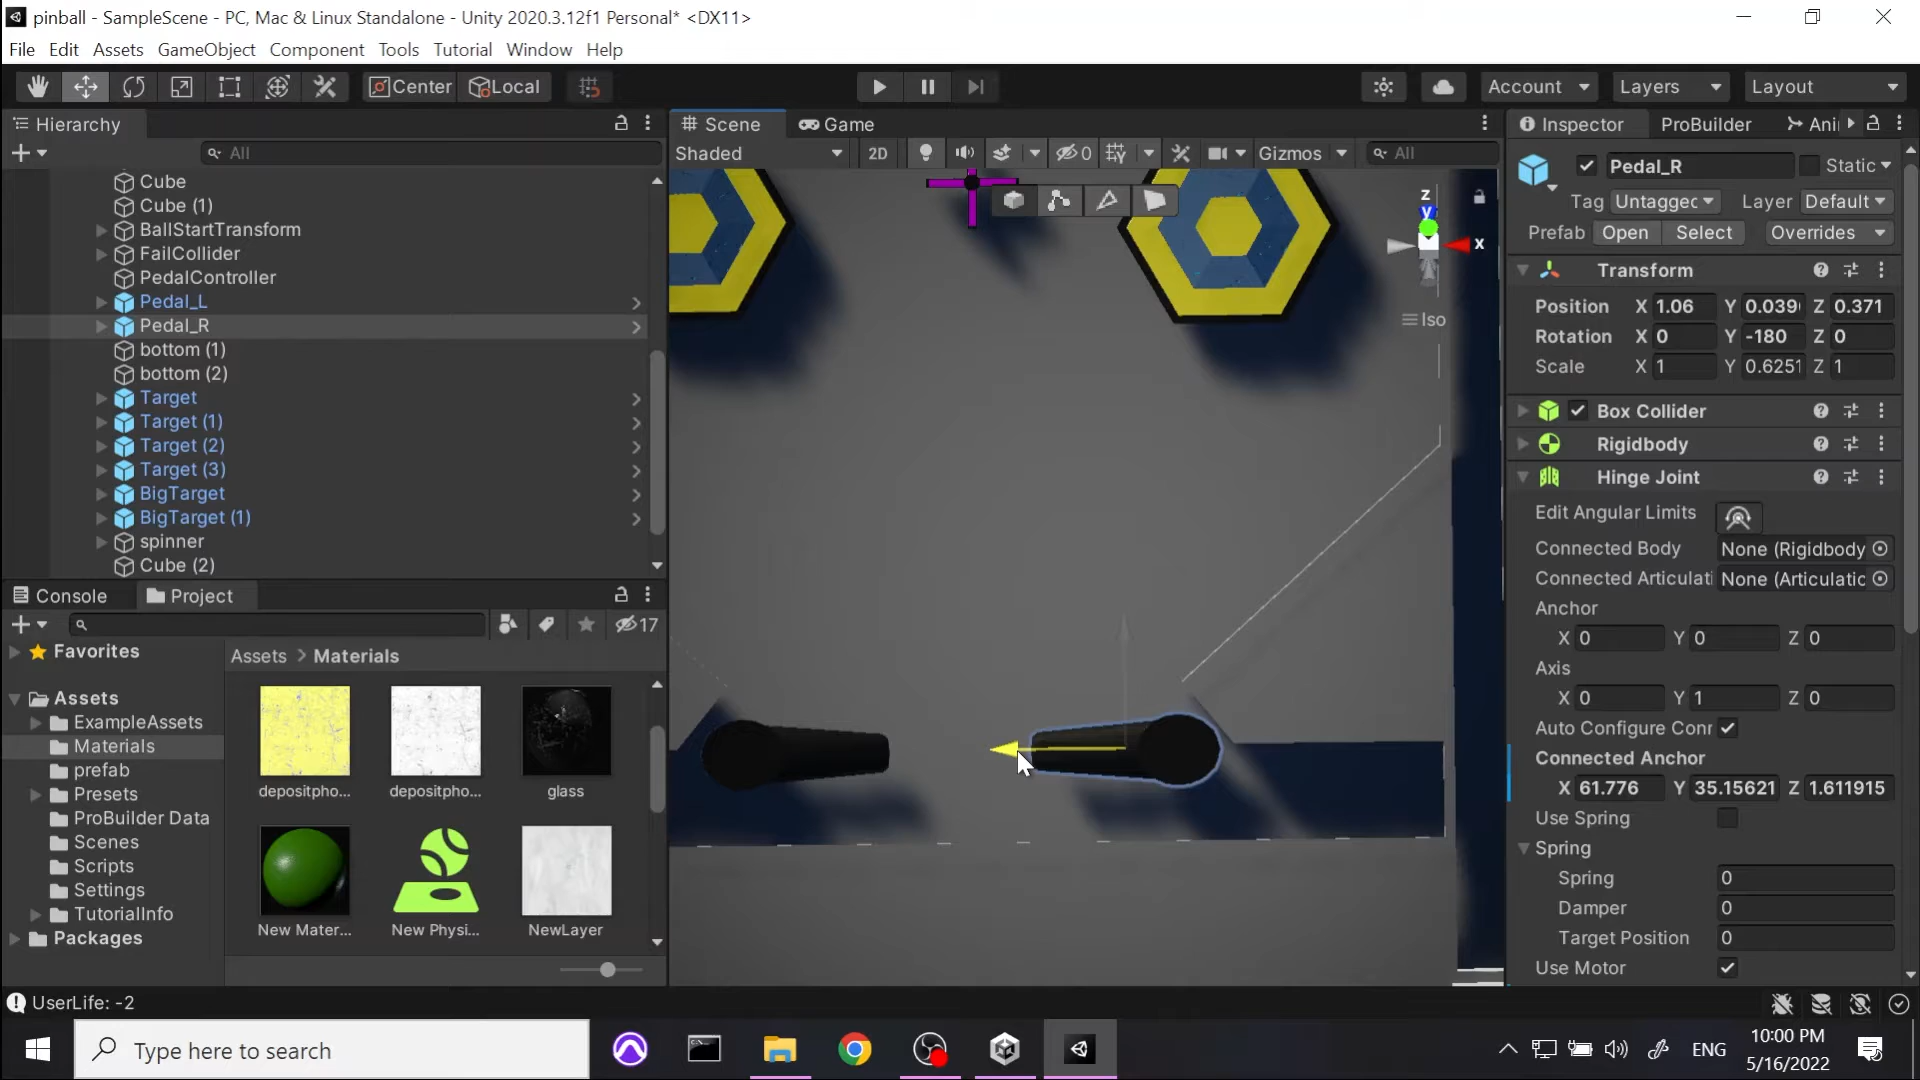 pinball - SampleScene - PC, Mac & Linux Standalone - Unity 2020.3.12f1 Personal* <DX11>
File Edit Assets GameObject Component Tools Tutorial Window Help
Center Local Account Layers Layout
Hierarchy
All
Cube
Cube (1)
BallStartTransform
FailCollider
PedalController
Pedal_L
Pedal_R
bottom (1)
bottom (2)
Target
Target (1)
Target (2)
Target (3)
BigTarget
BigTarget (1)
spinner
Cube (2)
Console Project
17
Favorites
Assets
ExampleAssets
Materials
prefab
Presets
ProBuilder Data
Scenes
Scripts
Settings
TutorialInfo
Packages
Assets > Materials
depositpho... depositpho... glass
New Mater... New Physi... NewLayer
Scene Game
Shaded 2D 0 Gizmos All
z
y
x
Iso
Inspector ProBuilder Ani
Pedal_R Static
Tag Untagged Layer Default
Prefab Open Select Overrides
Transform
Position X 1.06 Y 0.039 Z 0.371
Rotation X 0 Y -180 Z 0
Scale X 1 Y 0.6251 Z 1
Box Collider
Rigidbody
Hinge Joint
Edit Angular Limits
Connected Body None (Rigidbody
Connected Articulati None (Articulatic
Anchor
X 0 Y 0 Z 0
Axis
X 0 Y 1 Z 0
Auto Configure Conr
Connected Anchor
X 61.776 Y 35.15621 Z 1.611915
Use Spring
Spring
Spring 0
Damper 0
Target Position 0
Use Motor
UserLife: -2
Type here to search
ENG
10:00 PM
5/16/2022